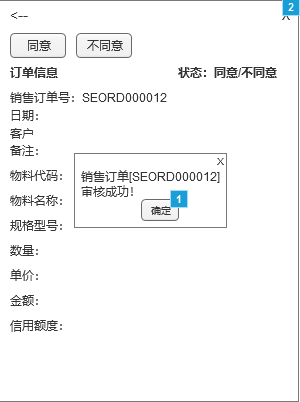 <-- X 2
同意 不同意
订单信息 状态：同意/不同意
销售订单号：SEORD000012
日期：
客户
备注：
X
物料代码：
销售订单[SEORD000012]
审核成功！
物料名称：
确定 1
规格型号：
数量：
单价：
金额：
信用额度：